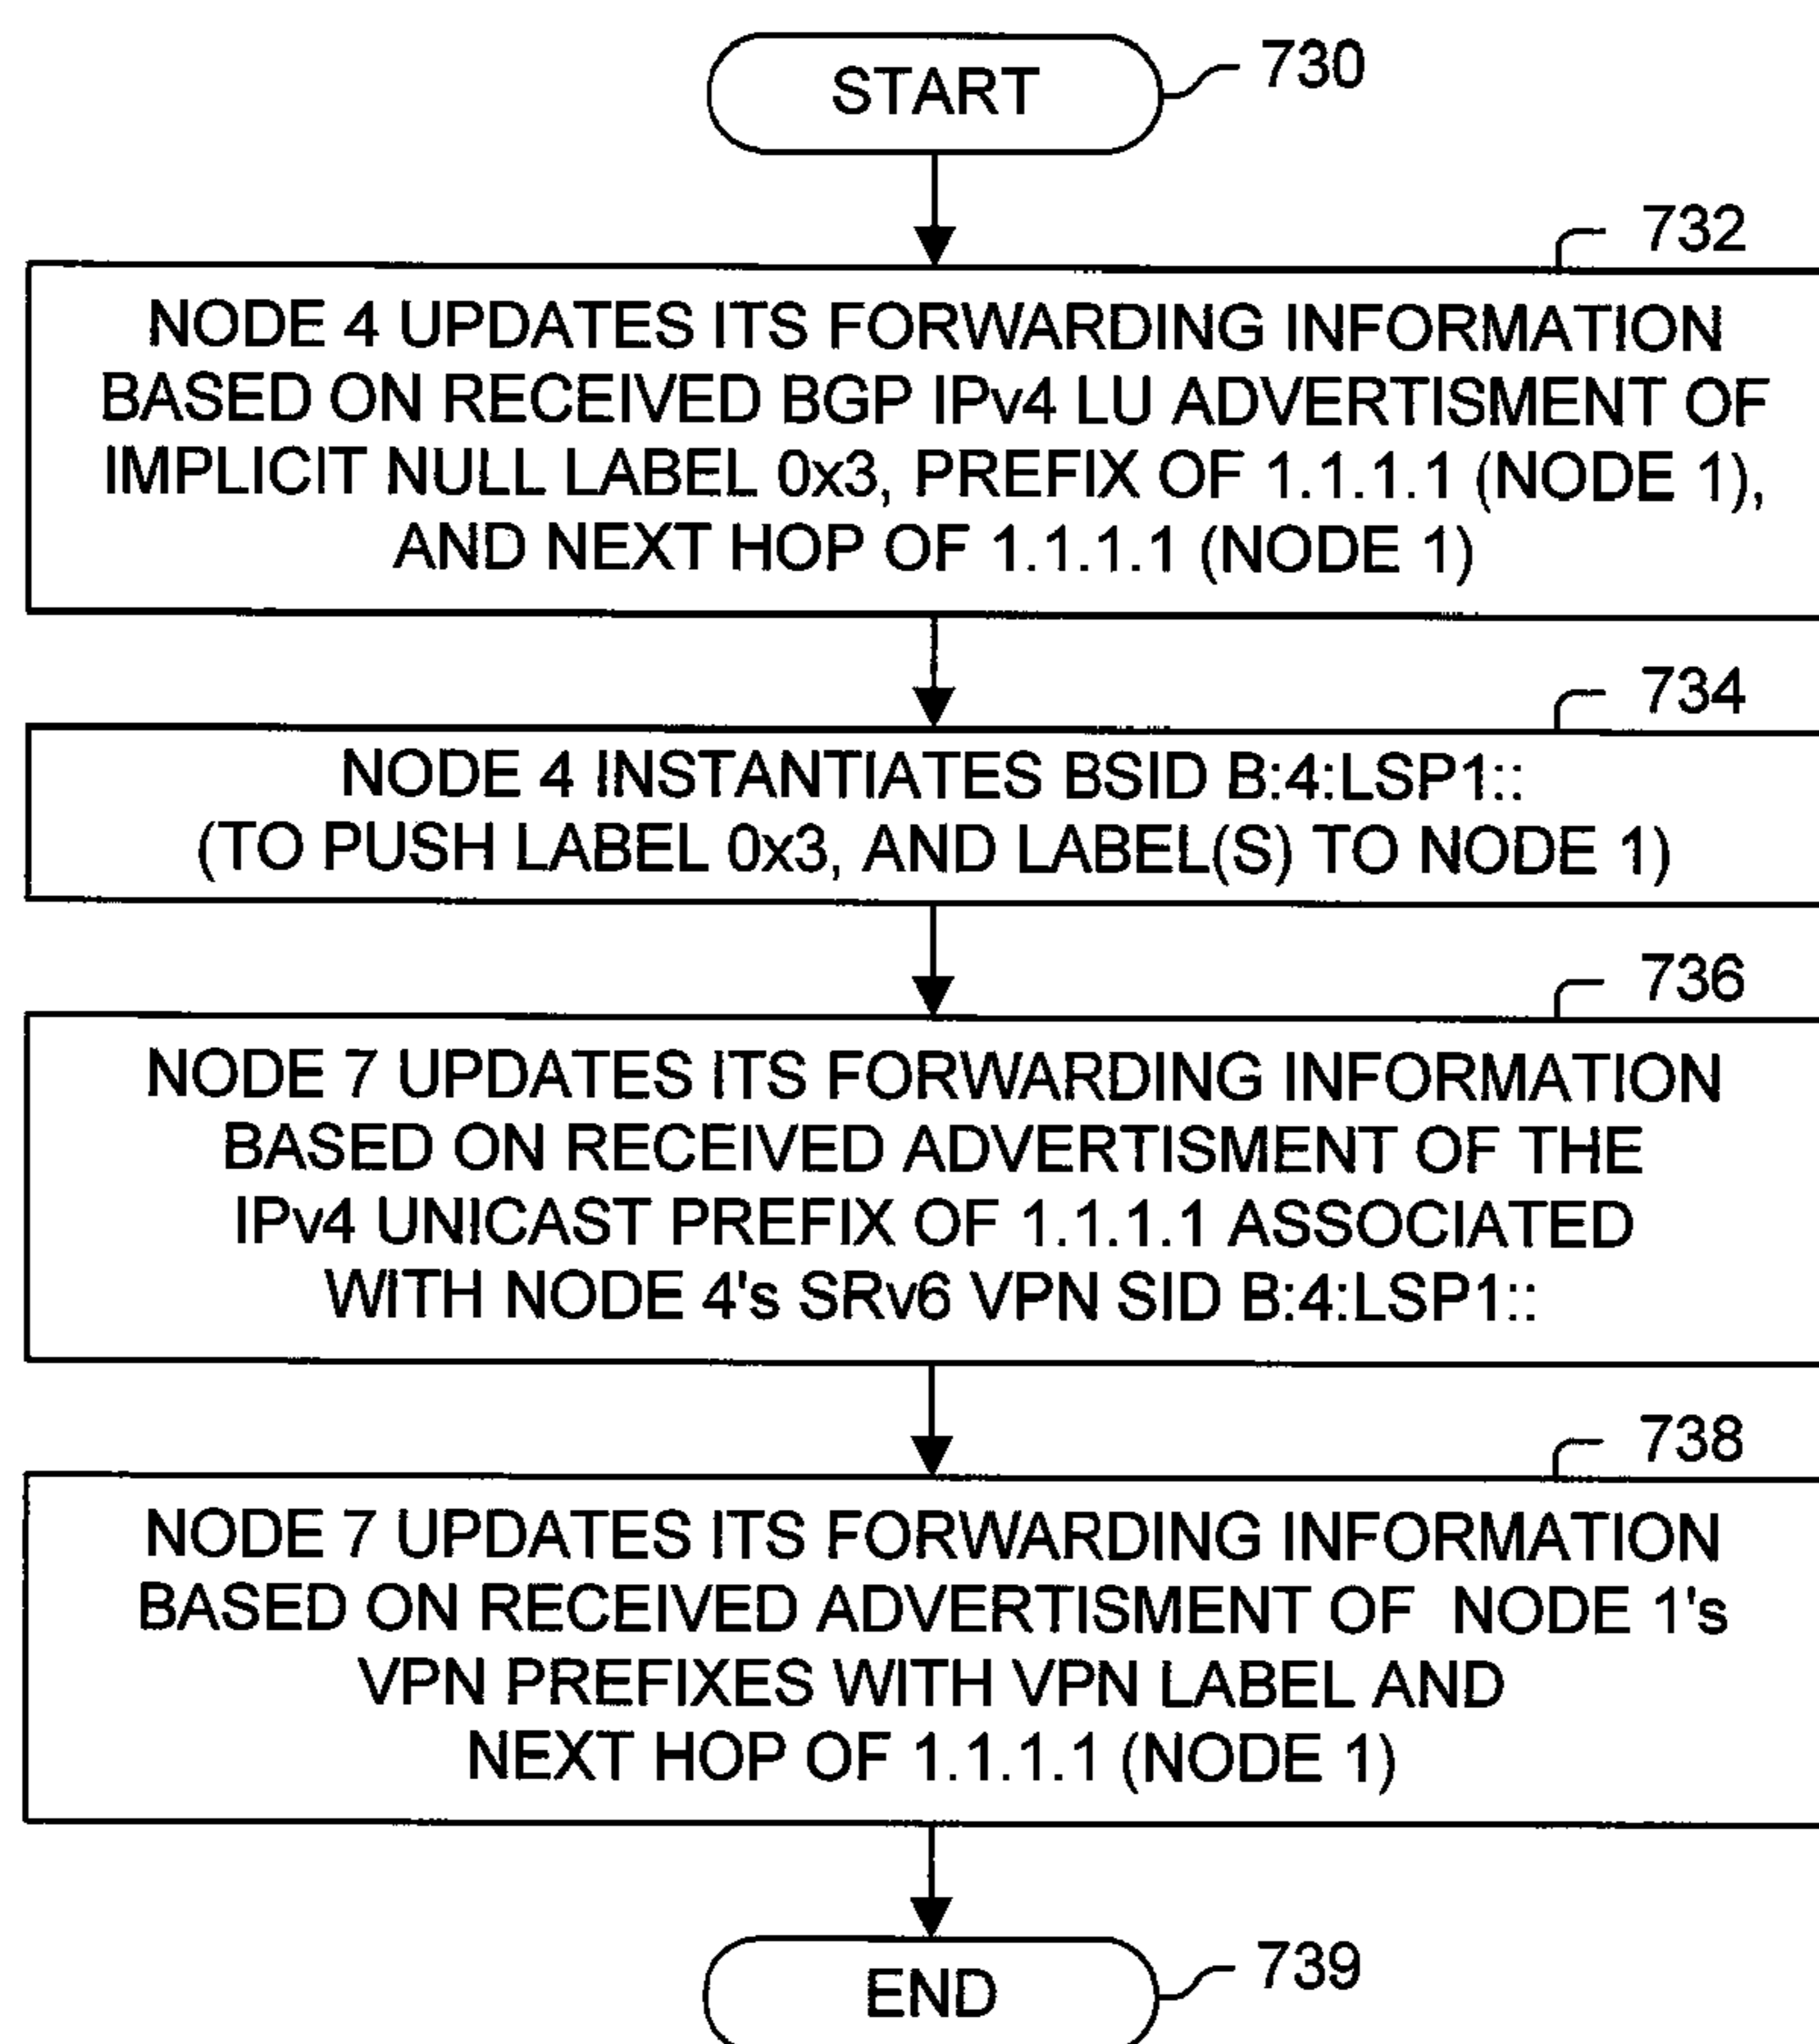 START
730
732
NODE 4 UPDATES ITS FORWARDING INFORMATION
BASED ON RECEIVED BGP IPv4 LU ADVERTISMENT OF
IMPLICIT NULL LABEL 0x3, PREFIX OF 1.1.1.1 (NODE 1),
AND NEXT HOP OF 1.1.1.1 (NODE 1)
734
NODE 4 INSTANTIATES BSID B:4:LSP1::
(TO PUSH LABEL 0x3, AND LABEL(S) TO NODE 1)
736
NODE 7 UPDATES ITS FORWARDING INFORMATION
BASED ON RECEIVED ADVERTISMENT OF THE
IPv4 UNICAST PREFIX OF 1.1.1.1 ASSOCIATED
WITH NODE 4's SRv6 VPN SID B:4:LSP1::
738
NODE 7 UPDATES ITS FORWARDING INFORMATION
BASED ON RECEIVED ADVERTISMENT OF NODE 1's
VPN PREFIXES WITH VPN LABEL AND
NEXT HOP OF 1.1.1.1 (NODE 1)
END
739